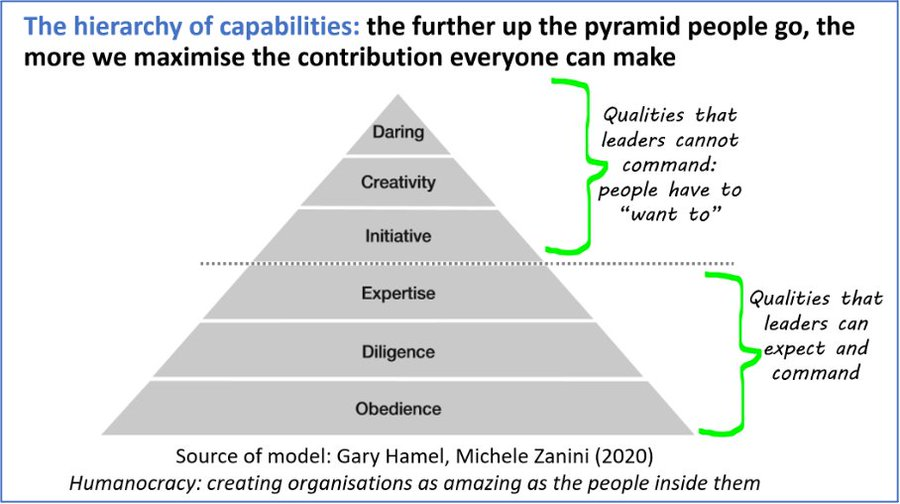 The hierarchy of capabilities: the further up the pyramid people go, the
more we maximise the contribution everyone can make
Daring
Creativity
Initiative
Qualities that
leaders cannot
command:
people have to
“want to”
Expertise
Diligence
Obedience
Qualities that
leaders can
expect and
command
Source of model: Gary Hamel, Michele Zanini (2020)
Humanocracy: creating organisations as amazing as the people inside them